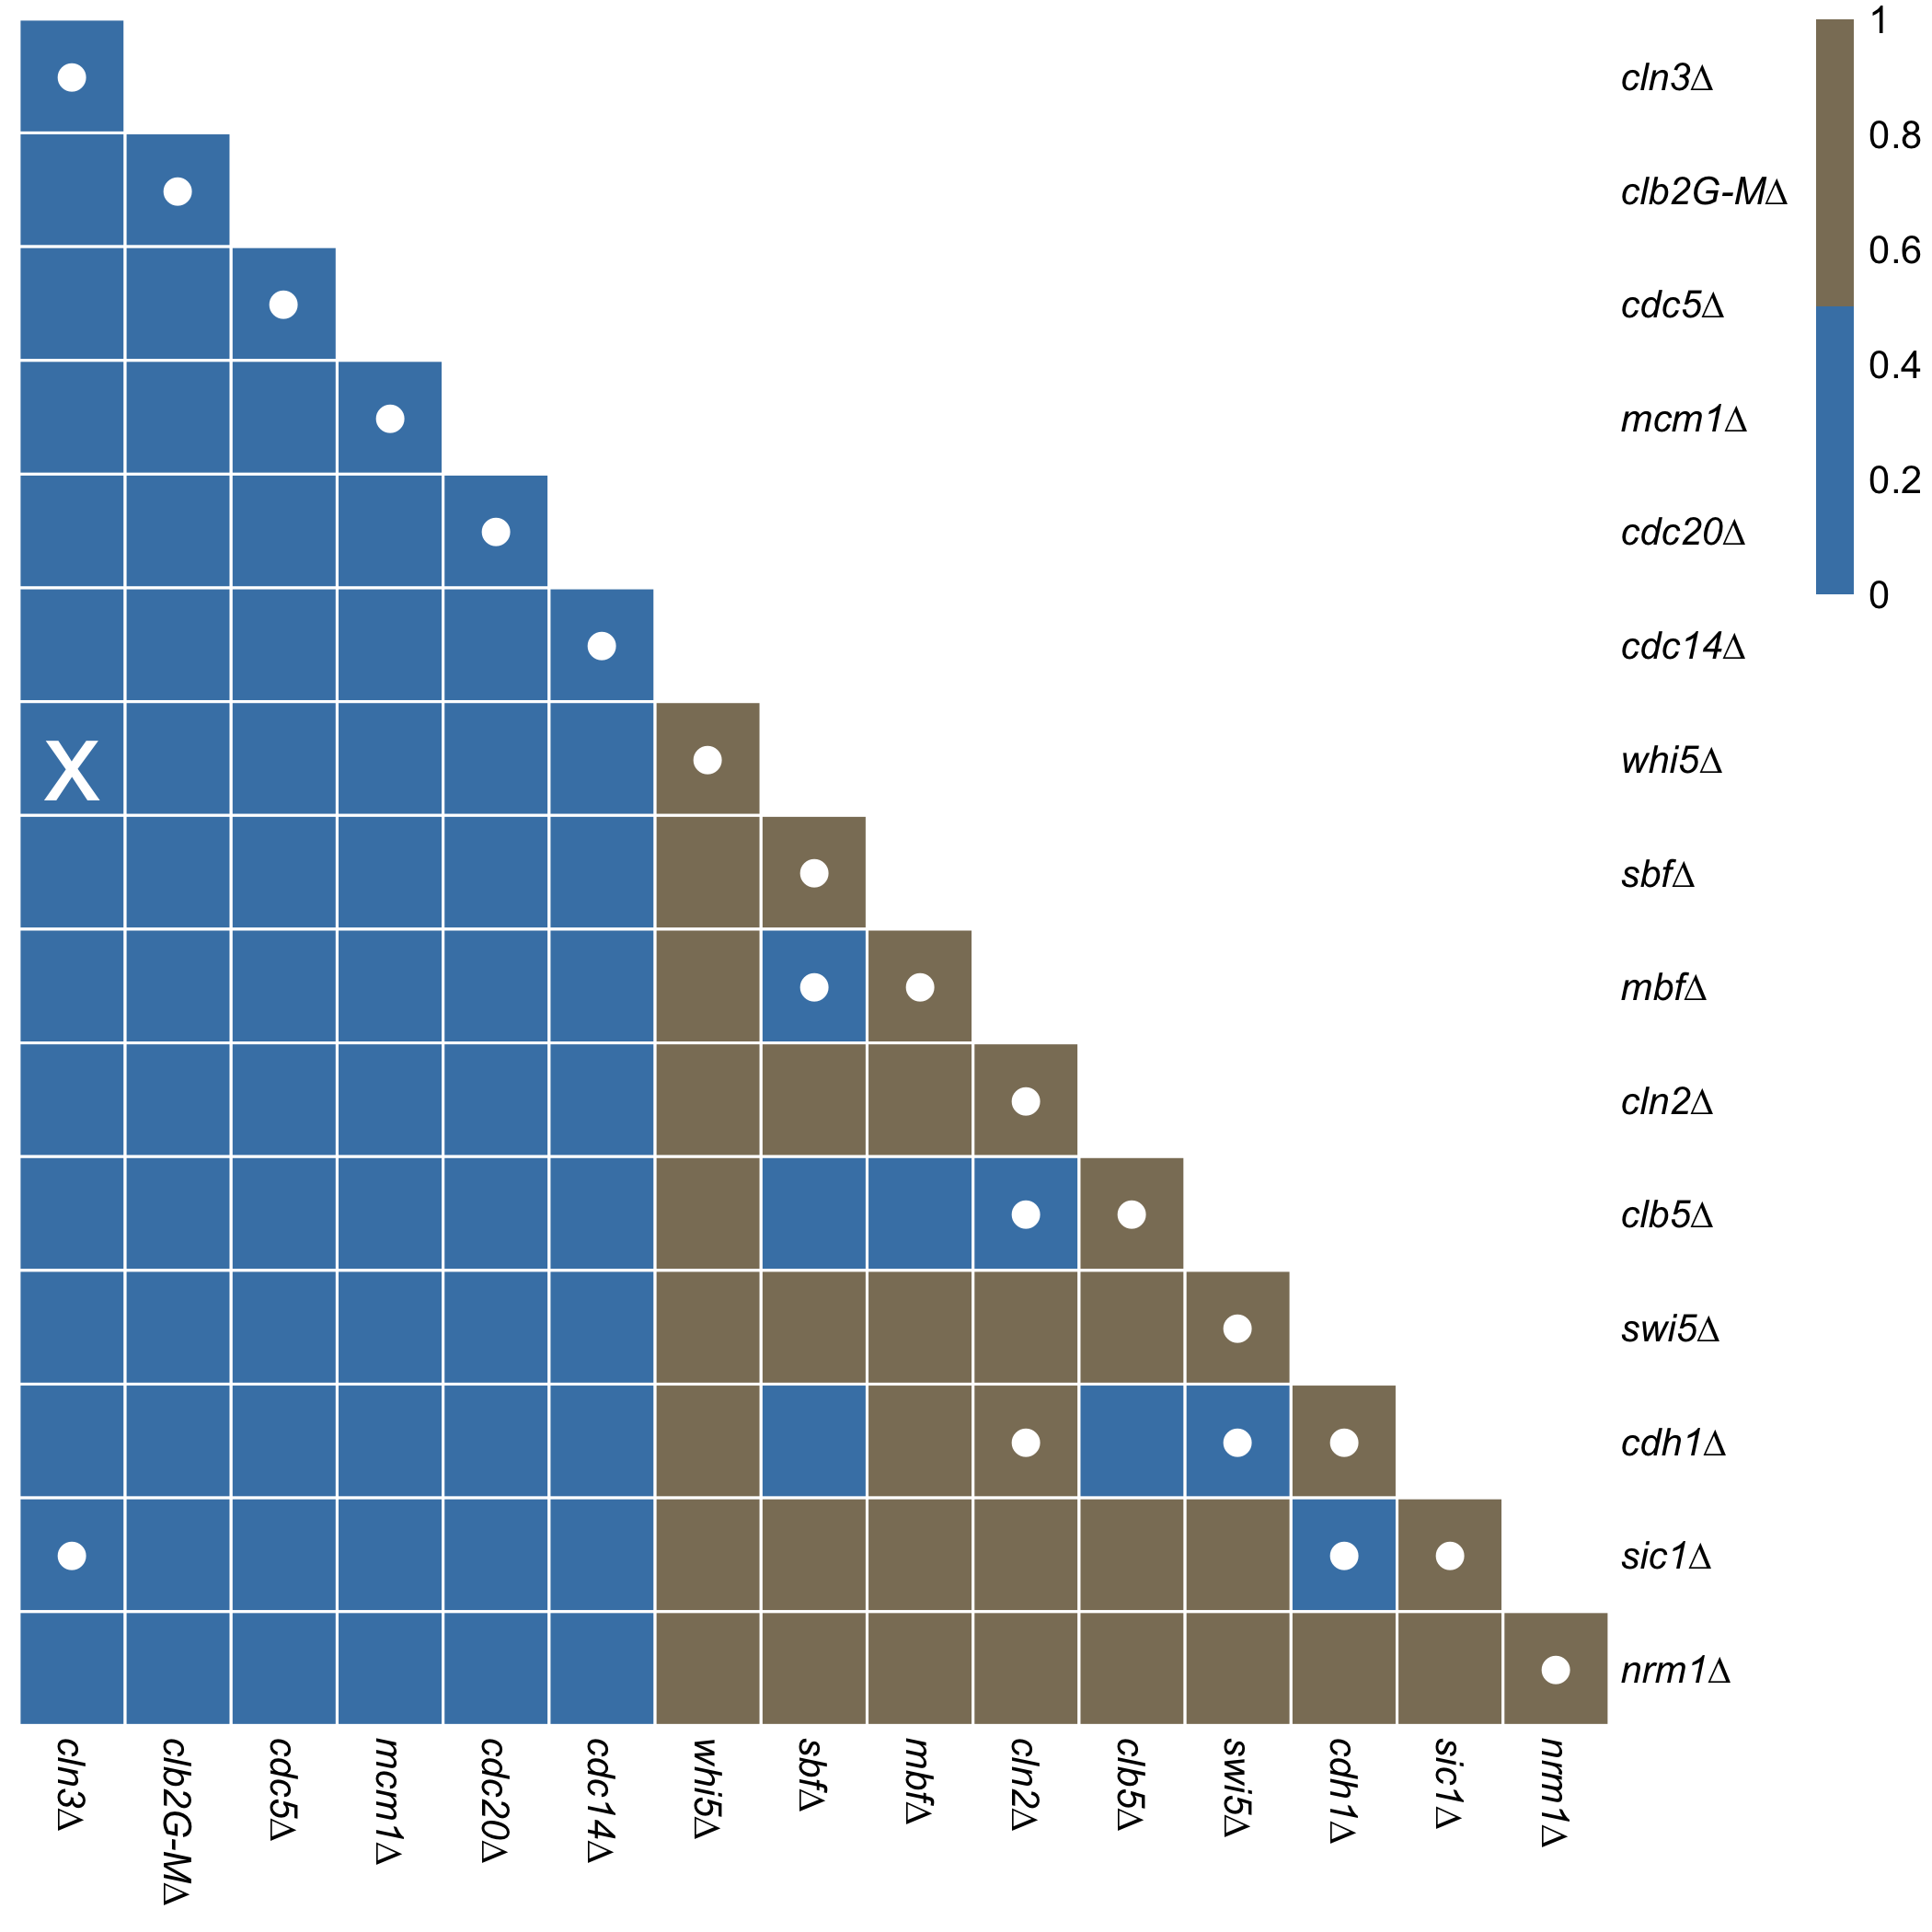 1
cln3Δ
0.8
clb2G-MΔ
0.6
cdc5Δ
0.4
mcm1Δ
0.2
cdc20Δ
0
cdc14Δ
X
whi5Δ
sbfΔ
mbfΔ
cln2Δ
clb5Δ
swi5Δ
cdh1Δ
sic1Δ
nrm1Δ
cln3Δ
clb2G-MΔ
cdc5Δ
mcm1Δ
cdc20Δ
cdc14Δ
whi5Δ
sbfΔ
mbfΔ
cln2Δ
clb5Δ
swi5Δ
cdh1Δ
sic1Δ
nrm1Δ